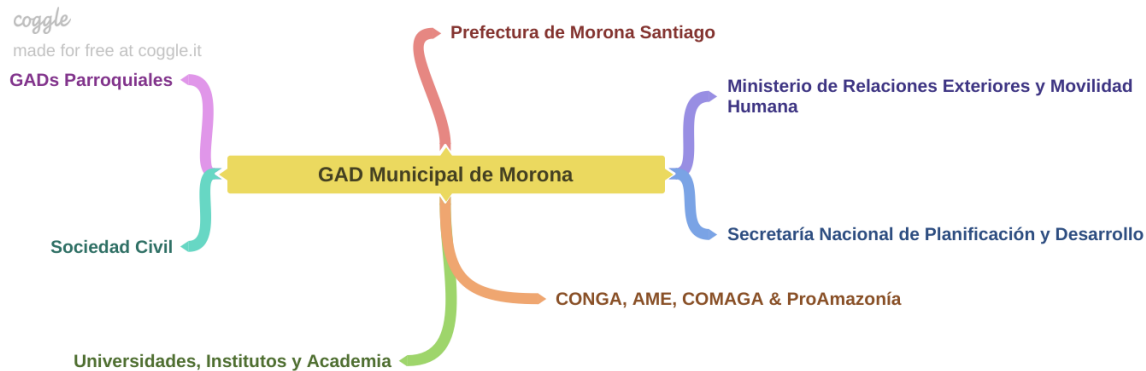 coggle
made for free at coggle.it
Prefectura de Morona Santiago
GADs Parroquiales
Ministerio de Relaciones Exteriores y Movilidad
Humana
GAD Municipal de Morona
Sociedad Civil
Secretaría Nacional de Planificación y Desarrollo
CONGA, AME, COMAGA & ProAmazonía
Universidades, Institutos y Academia